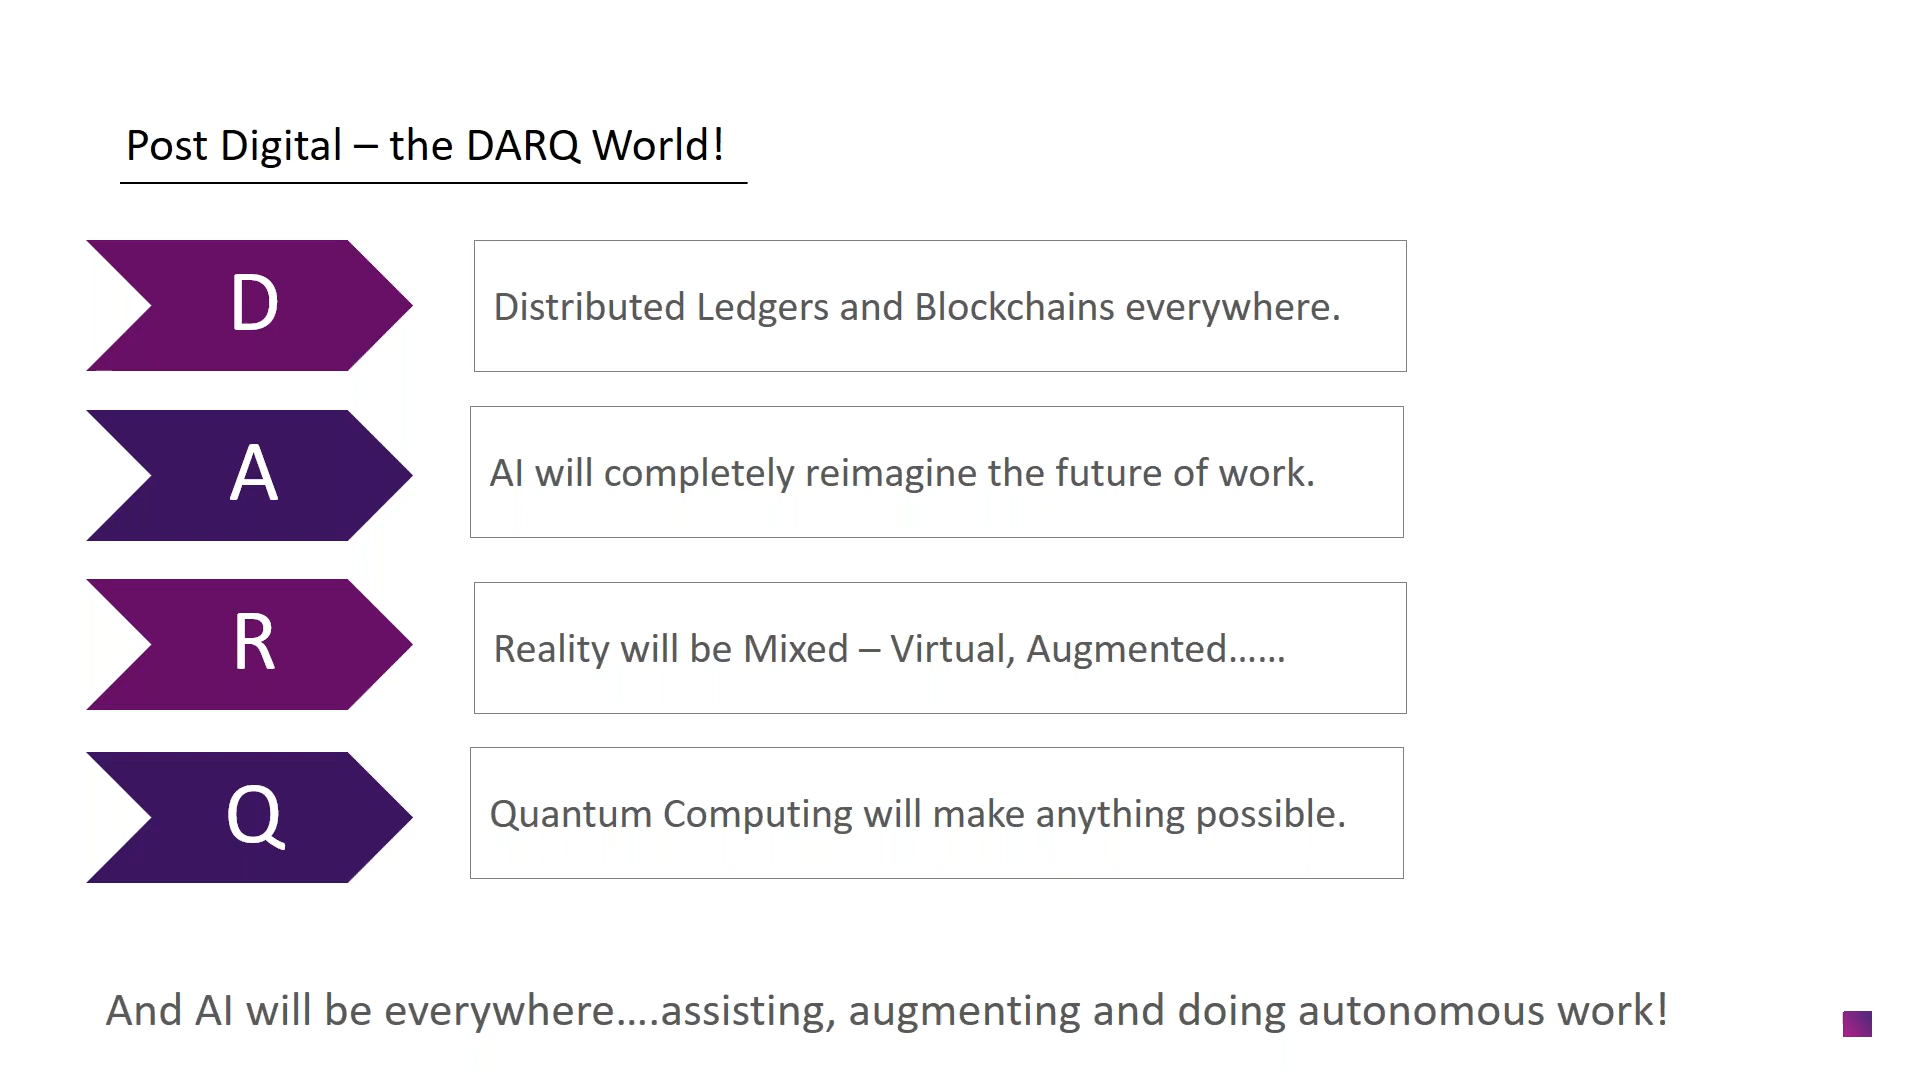 Post Digital – the DARQ World!
D
Distributed Ledgers and Blockchains everywhere.
A
AI will completely reimagine the future of work.
R
Reality will be Mixed – Virtual, Augmented……
Q
Quantum Computing will make anything possible.
And AI will be everywhere….assisting, augmenting and doing autonomous work!